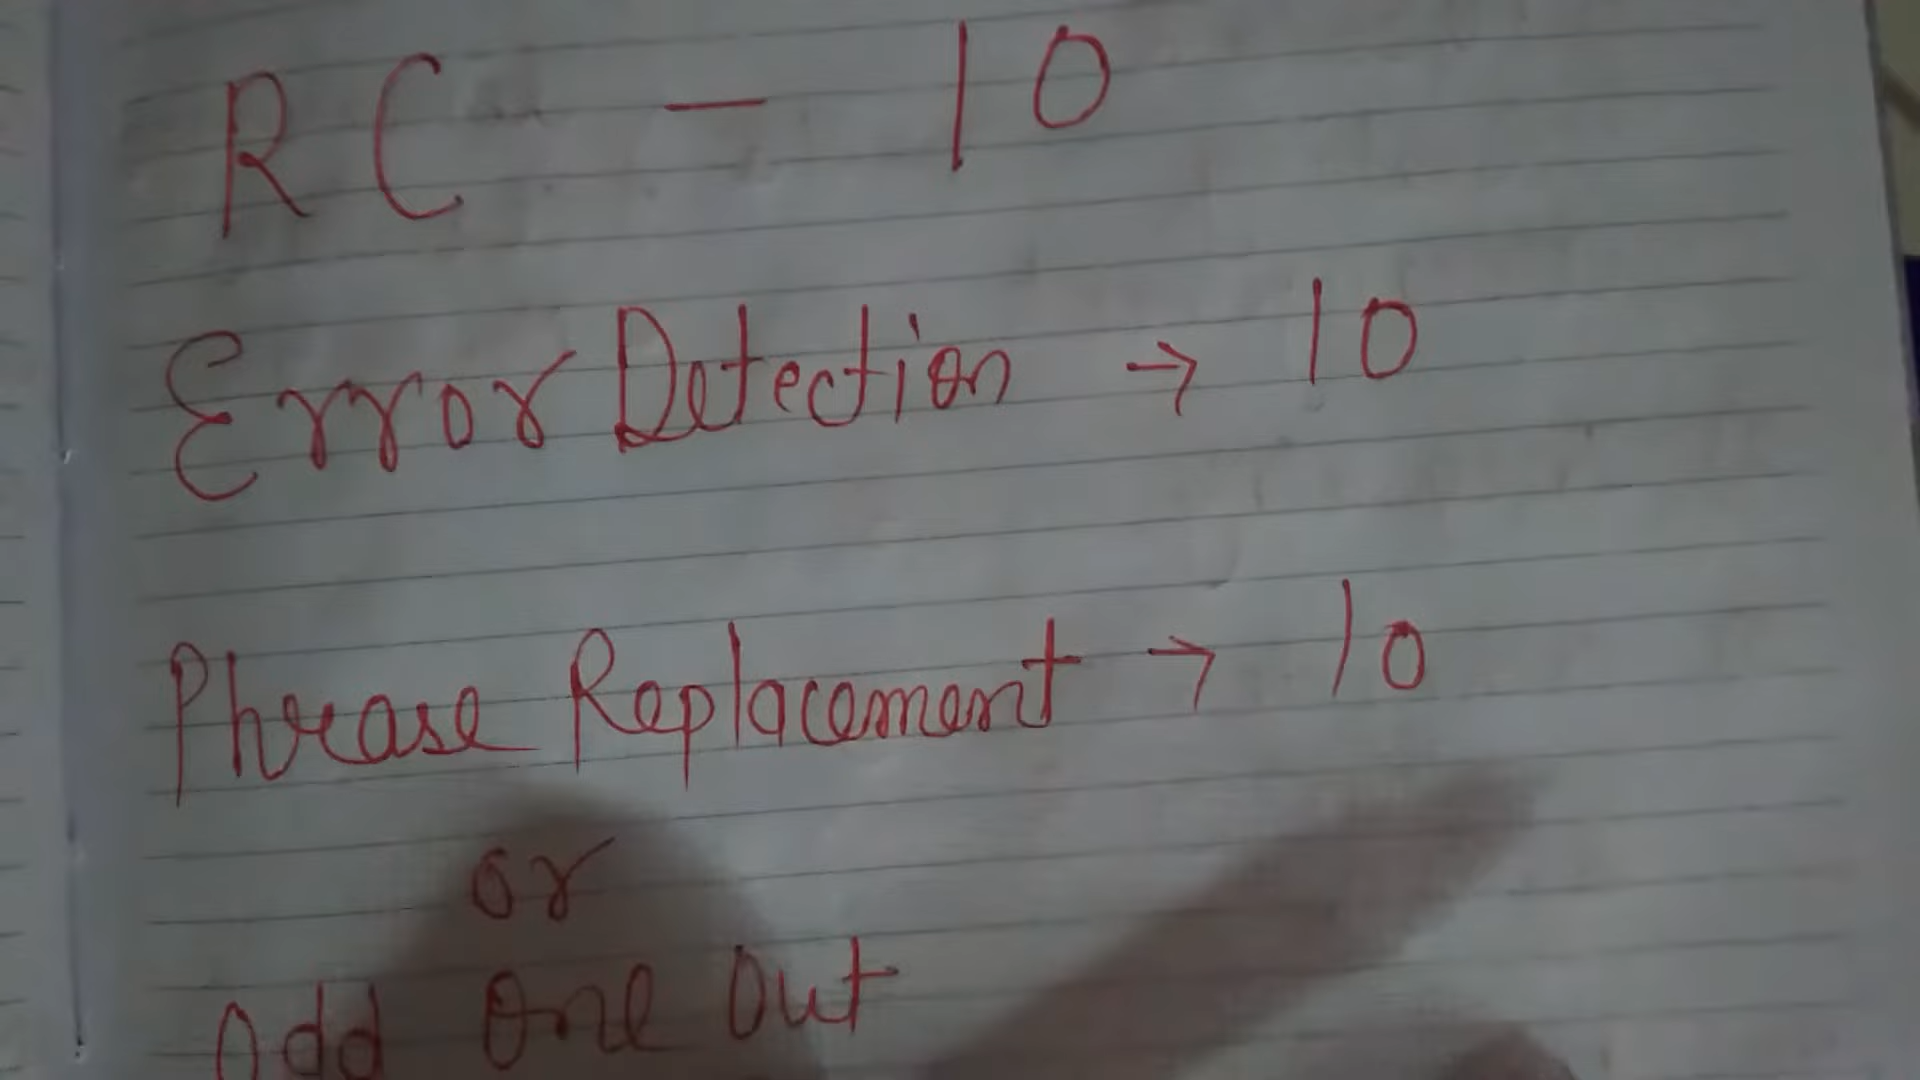 RC - 10
Error Detection → 10
Phrase Replacement → 10
or
Odd One Out